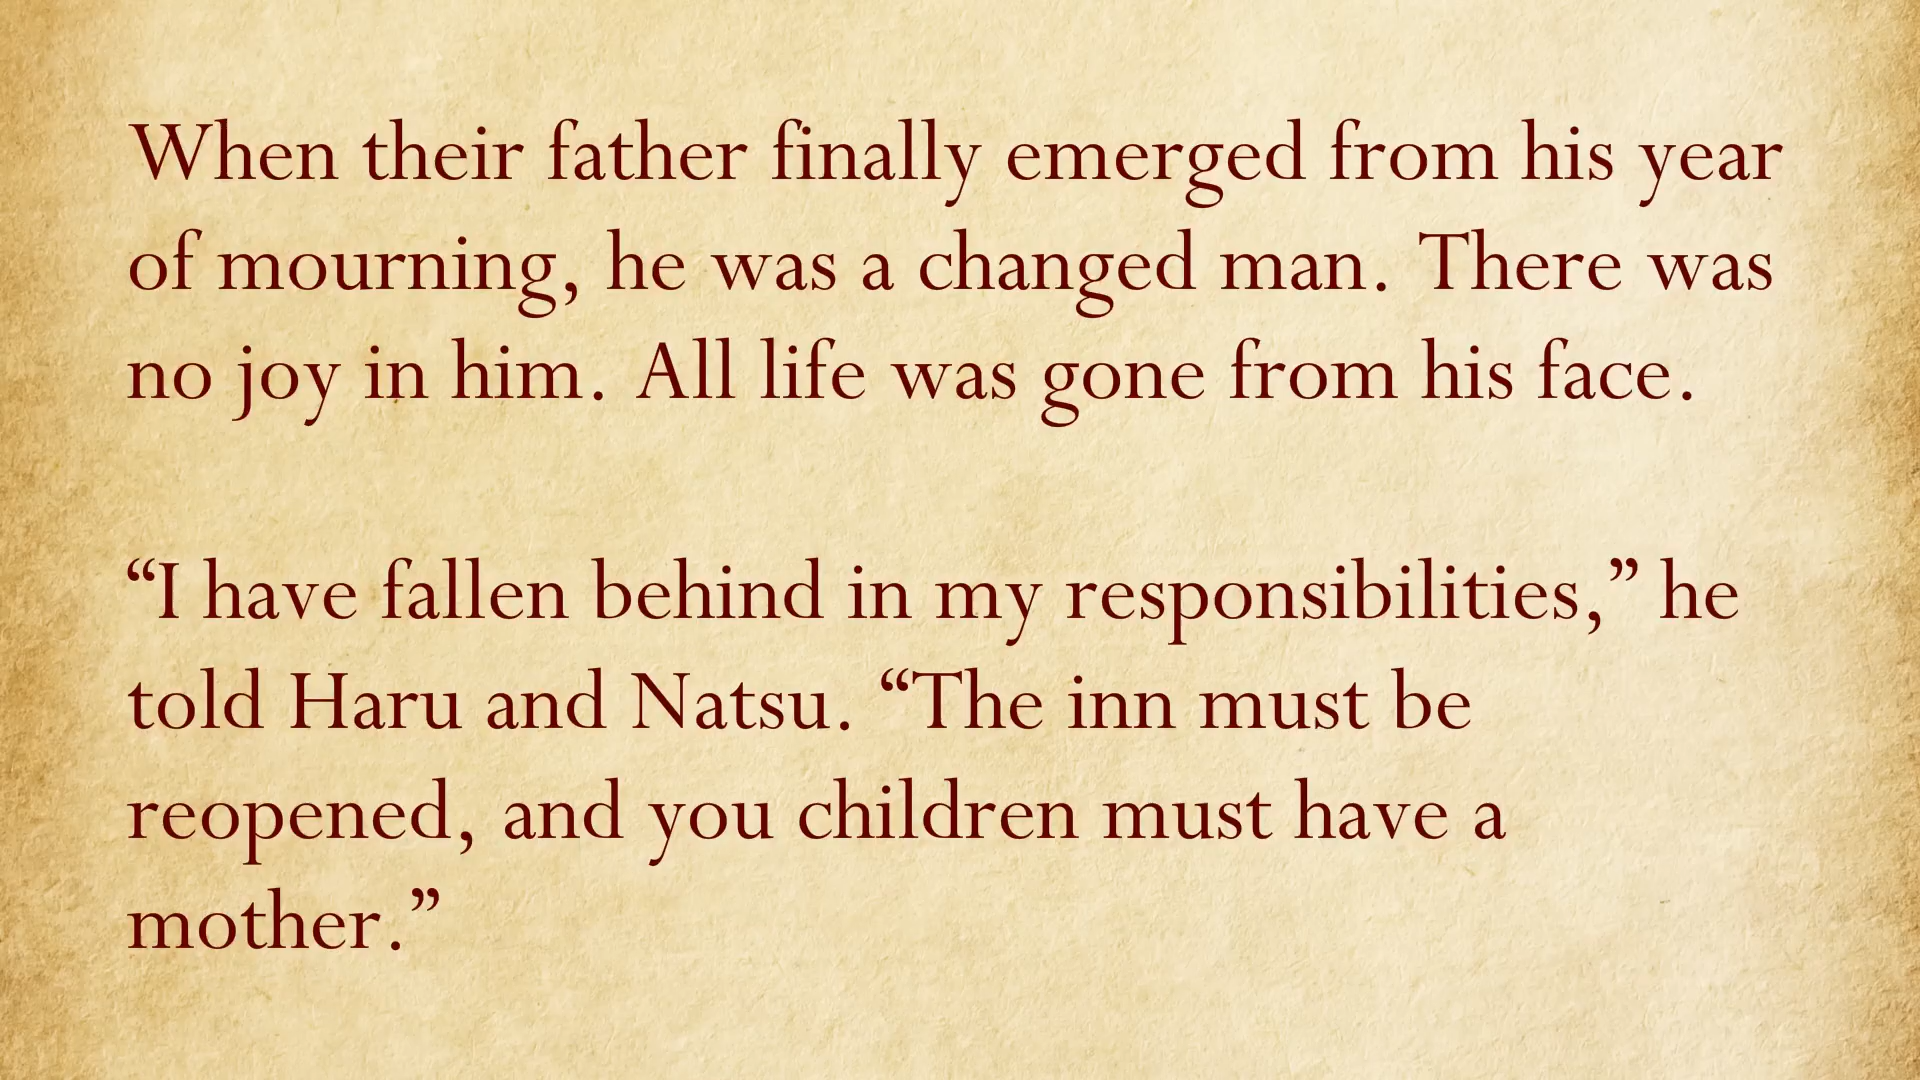 When their father finally emerged from his year
of mourning, he was a changed man. There was
no joy in him. All life was gone from his face.
“I have fallen behind in my responsibilities,” he
told Haru and Natsu. “The inn must be
reopened, and you children must have a
mother.”